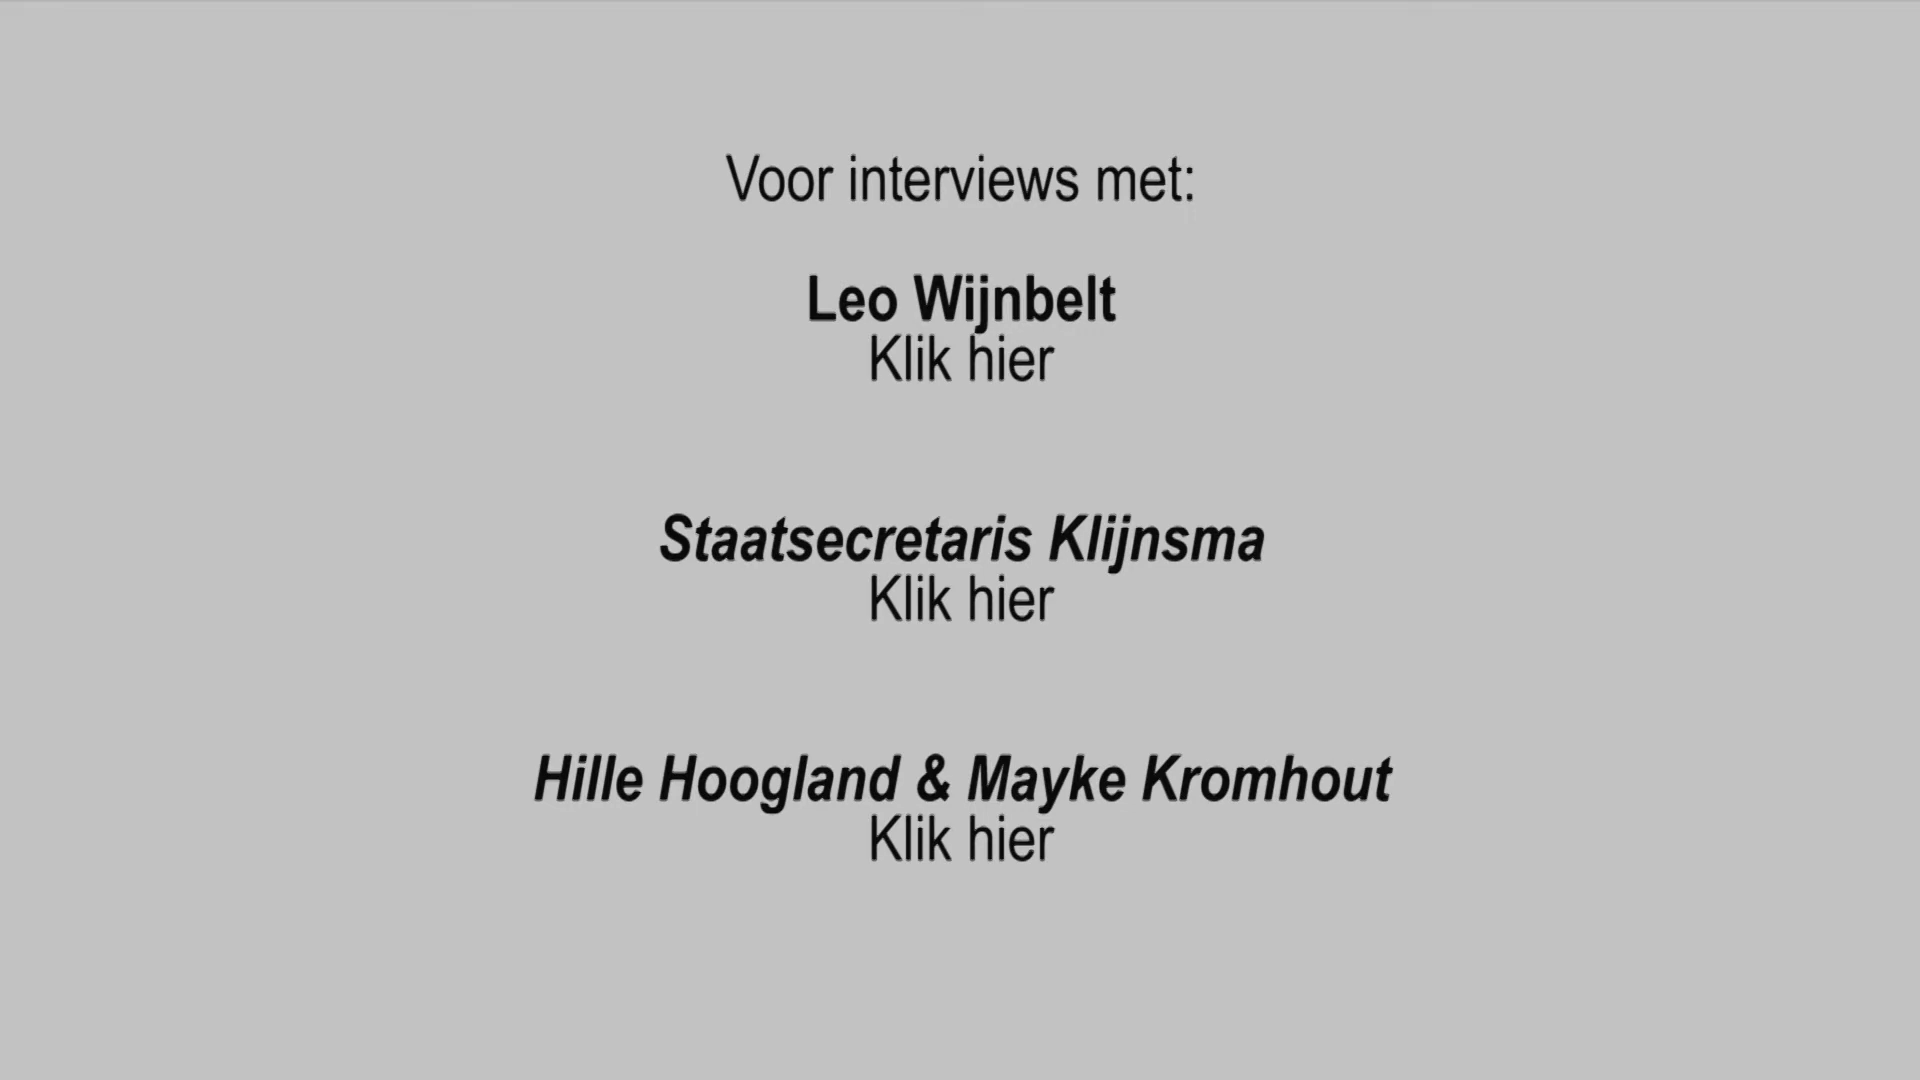 Voor interviews met:
Leo Wijnbelt
Klik hier
Staatsecretaris Klijnsma
Klik hier
Hille Hoogland & Mayke Kromhout
Klik hier